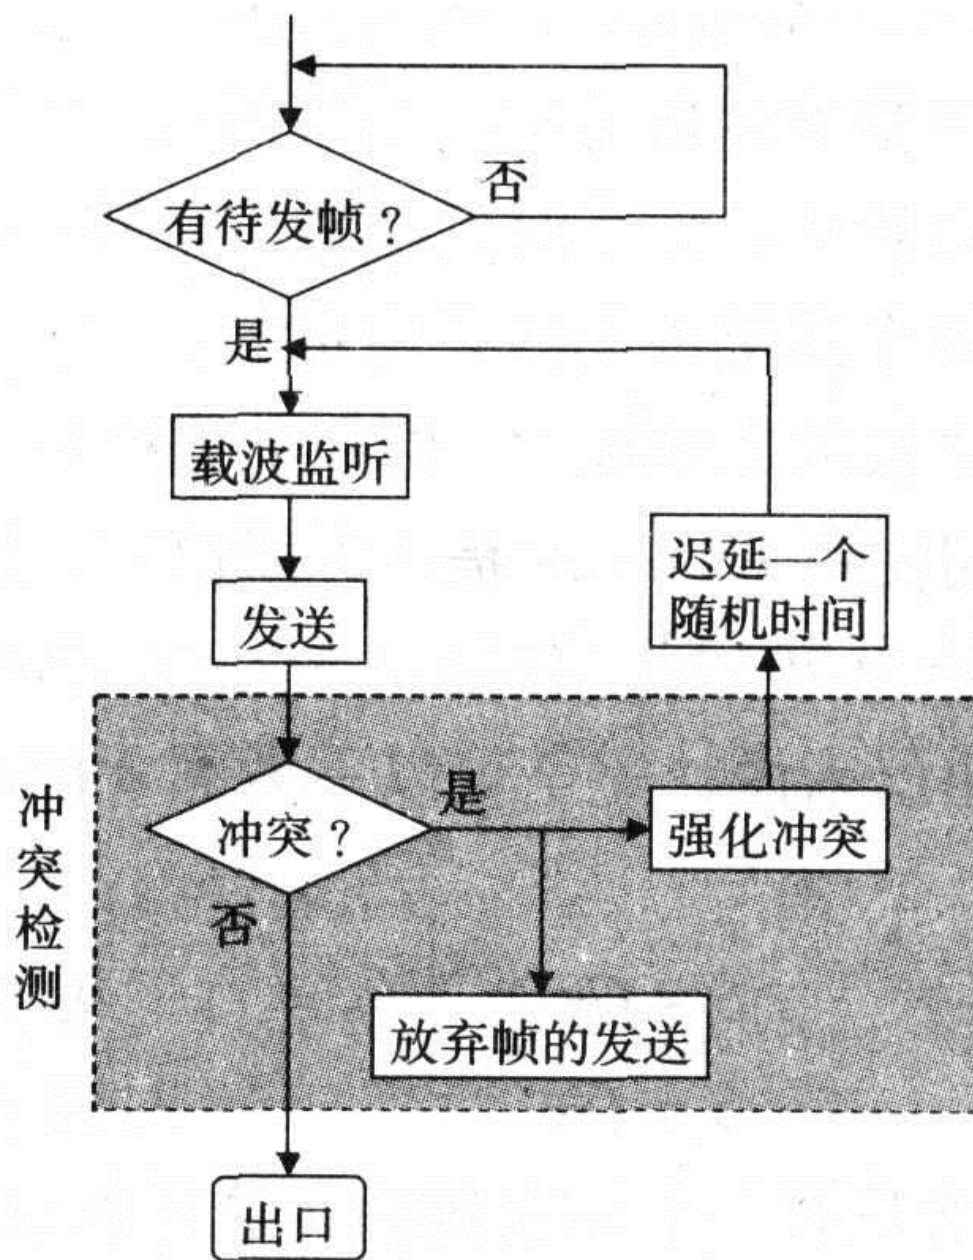 有待发帧？
否
是
载波监听
发送
迟延一个
随机时间
冲突检测
冲突？
是
强化冲突
否
放弃帧的发送
出口